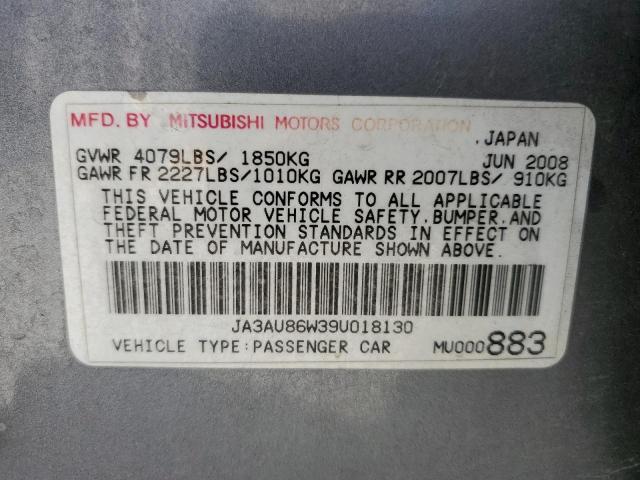 MFD. BY MITSUBISHI MOTORS CORPORATION
.JAPAN
GVWR 4079LBS/ 1850KG JUN 2008
GAWR FR 2227LBS/1010KG GAWR RR 2007LBS/ 910KG
THIS VEHICLE CONFORMS TO ALL APPLICABLE
FEDERAL MOTOR VEHICLE SAFETY,BUMPER,AND
THEFT PREVENTION STANDARDS IN EFFECT ON
THE DATE OF MANUFACTURE SHOWN ABOVE.
JA3AU86W39U018130
VEHICLE TYPE:PASSENGER CAR MU000883